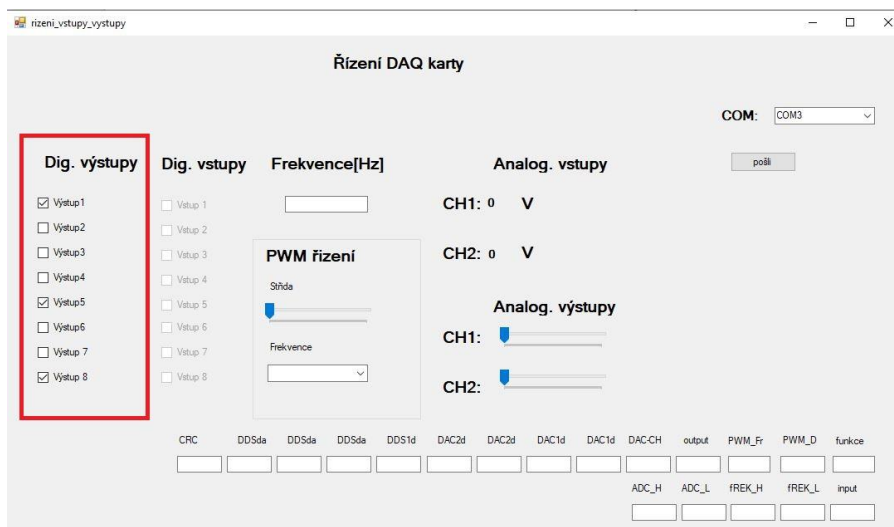 rizeni_vstupy_vystupy
Řízení DAQ karty
COM: COM3
Dig. výstupy Dig. vstupy Frekvence[Hz] Analog. vstupy pošli
Výstup1 Vstup 1 CH1: 0 V
Výstup2 Vstup 2
Výstup3 Vstup 3 PWM řizení CH2: 0 V
Výstup4 Vstup 4 Střída
Výstup5 Vstup 5 Analog. výstupy
Výstup6 Vstup 6 CH1:
Výstup 7 Vstup 7 Frekvence
Výstup 8 Vstup 8 CH2:
CRC DDSda DDSda DDSda DDS1d DAC2d DAC2d DAC1d DAC1d DAC-CH output PWM_Fr PWM_D funkce
ADC_H ADC_L fREK_H fREK_L input